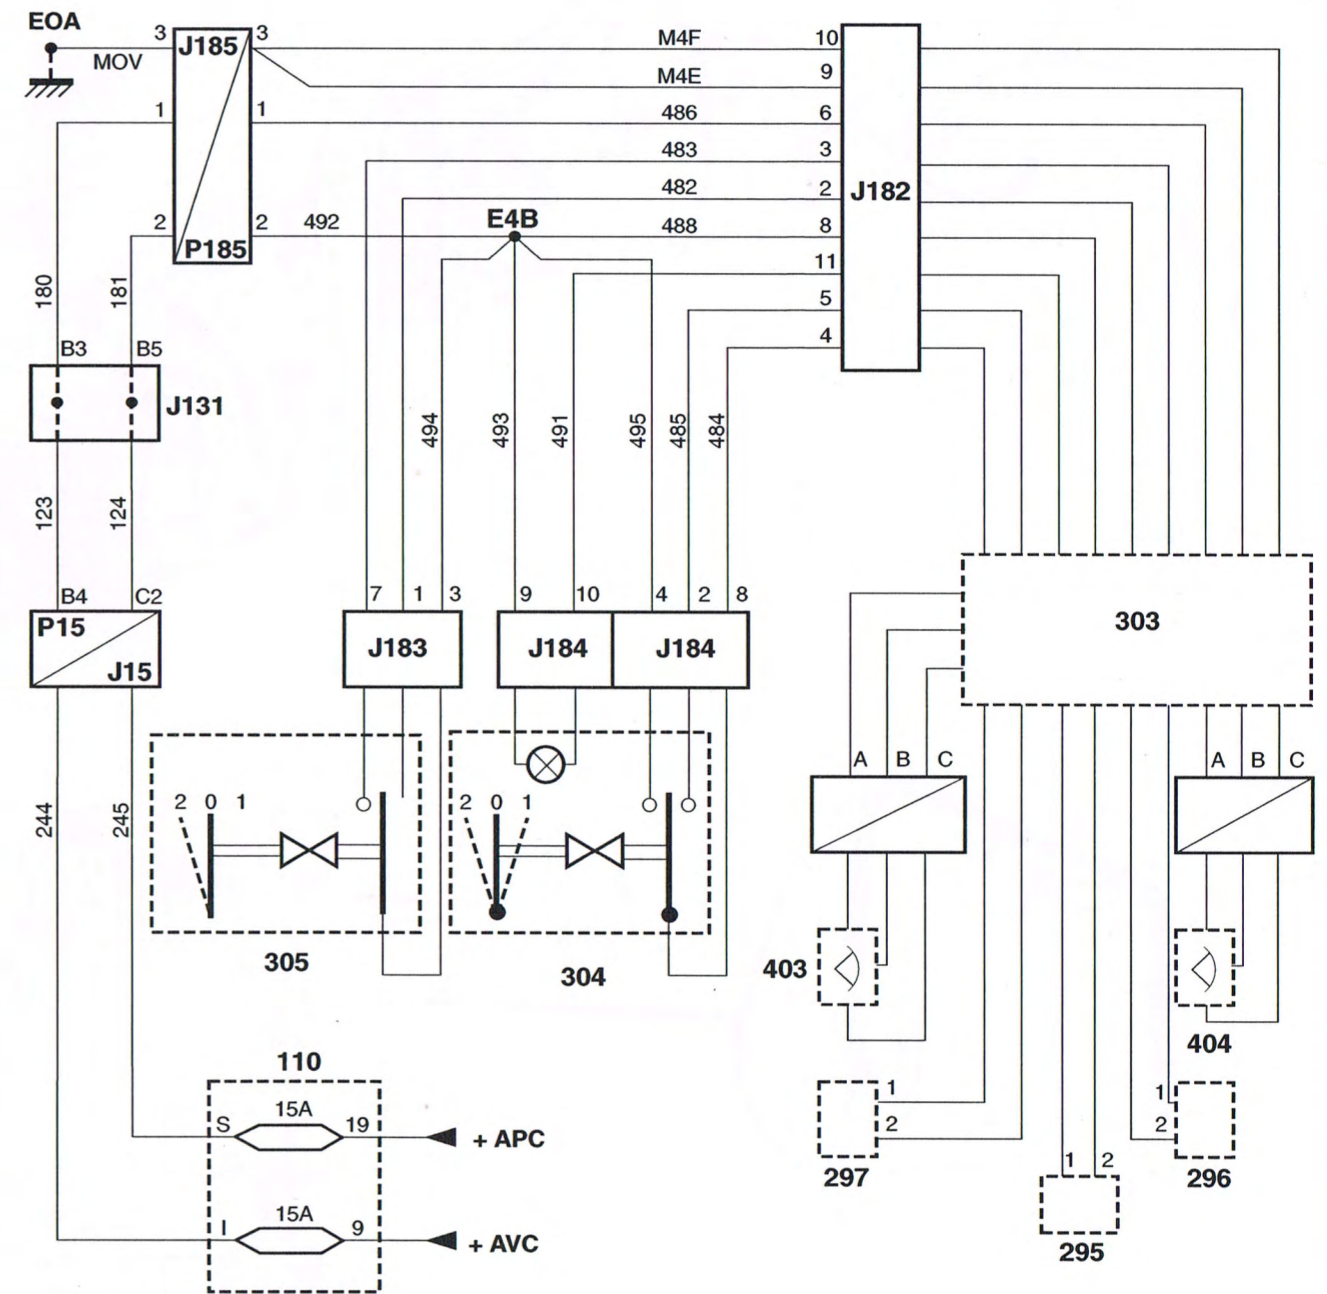 EOA
3 J185 3 M4F 10
MOV
M4E 9
1 1 486 6
483 3
482 2 J182
E4B
2 P185 2 492 488 8
11
180 181
5
B3 B5 4
J131
494 493 491 495 485 484
123 124
B4 C2 7 1 3 9 10 4 2 8
P15 J183 J184 J184 303
J15
A B C A B C
2 0 1 2 0 1
244 245
305 304 403
404
110
15A 1 1
S 19 + APC 2 2
297 1 2 296
15A
I 9 + AVC 295